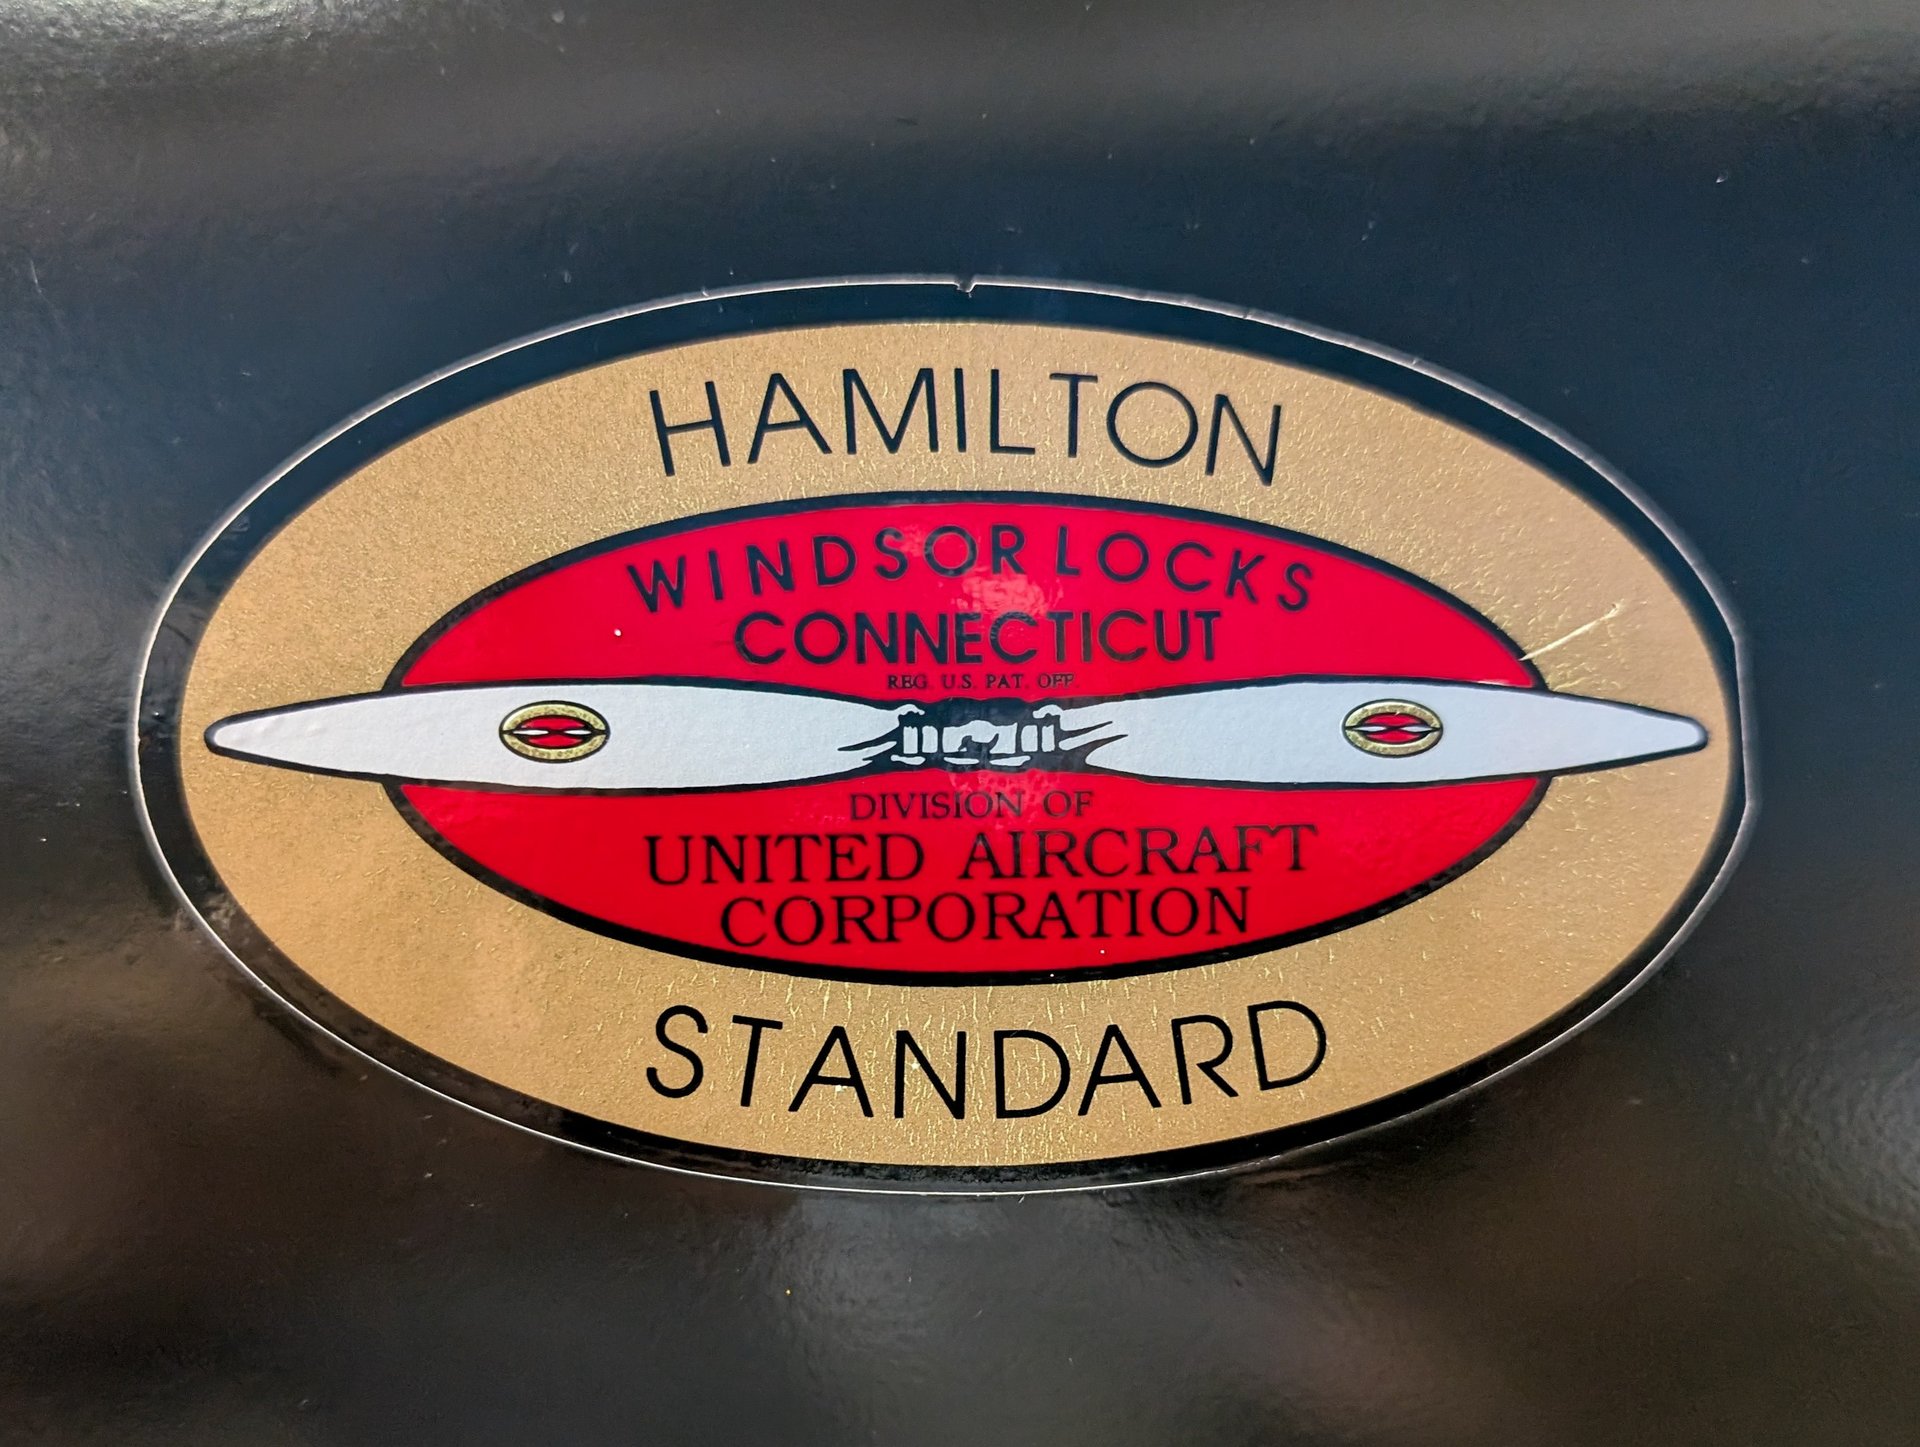 HAMILTON
WINDSOR LOCKS
CONNECTICUT
REG. U.S. PAT. OFF.
DIVISION OF
UNITED AIRCRAFT
CORPORATION
STANDARD